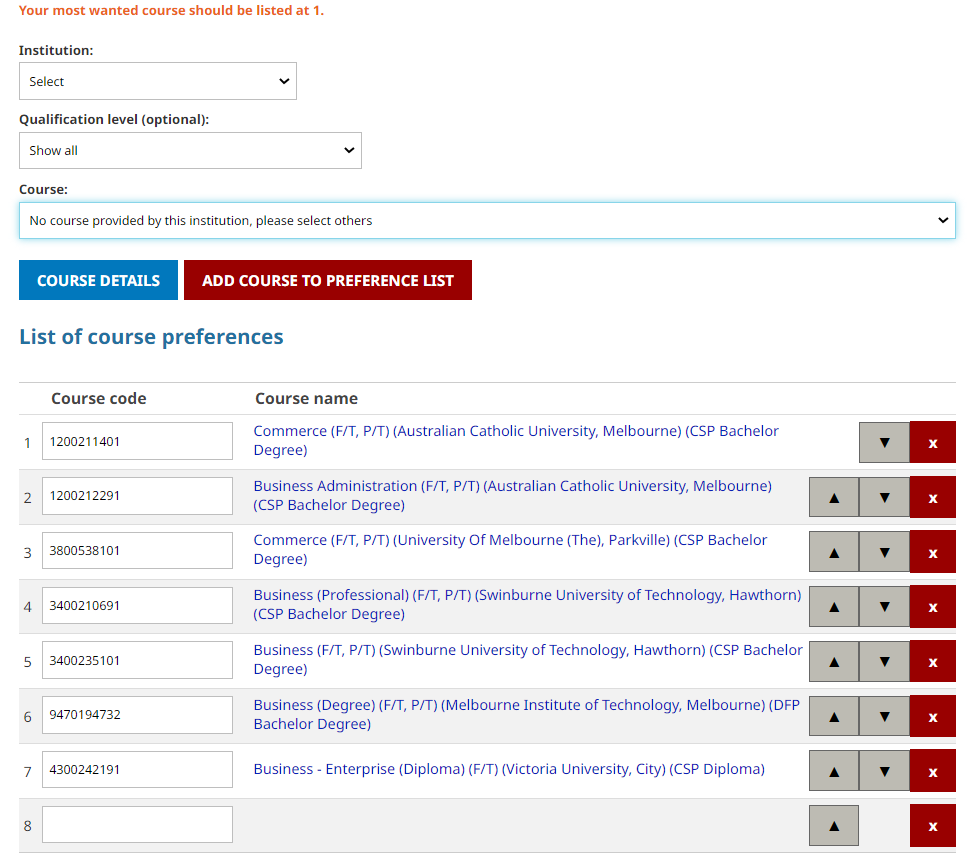 Your most wanted course should be listed at 1.
Institution:
Select
Qualification level (optional):
Show all
Course:
No course provided by this institution, please select others
COURSE DETAILS
ADD COURSE TO PREFERENCE LIST
List of course preferences
Course code Course name
1 1200211401 Commerce (F/T, P/T) (Australian Catholic University, Melbourne) (CSP Bachelor
Degree) ▼ x
2 1200212291 Business Administration (F/T, P/T) (Australian Catholic University, Melbourne)
(CSP Bachelor Degree) ▲ ▼ x
3 3800538101 Commerce (F/T, P/T) (University Of Melbourne (The), Parkville) (CSP Bachelor
Degree) ▲ ▼ x
4 3400210691 Business (Professional) (F/T, P/T) (Swinburne University of Technology, Hawthorn)
(CSP Bachelor Degree) ▲ ▼ x
5 3400235101 Business (F/T, P/T) (Swinburne University of Technology, Hawthorn) (CSP Bachelor
Degree) ▲ ▼ x
6 9470194732 Business (Degree) (F/T, P/T) (Melbourne Institute of Technology, Melbourne) (DFP
Bachelor Degree) ▲ ▼ x
7 4300242191 Business - Enterprise (Diploma) (F/T) (Victoria University, City) (CSP Diploma) ▲ ▼ x
8 ▲ x